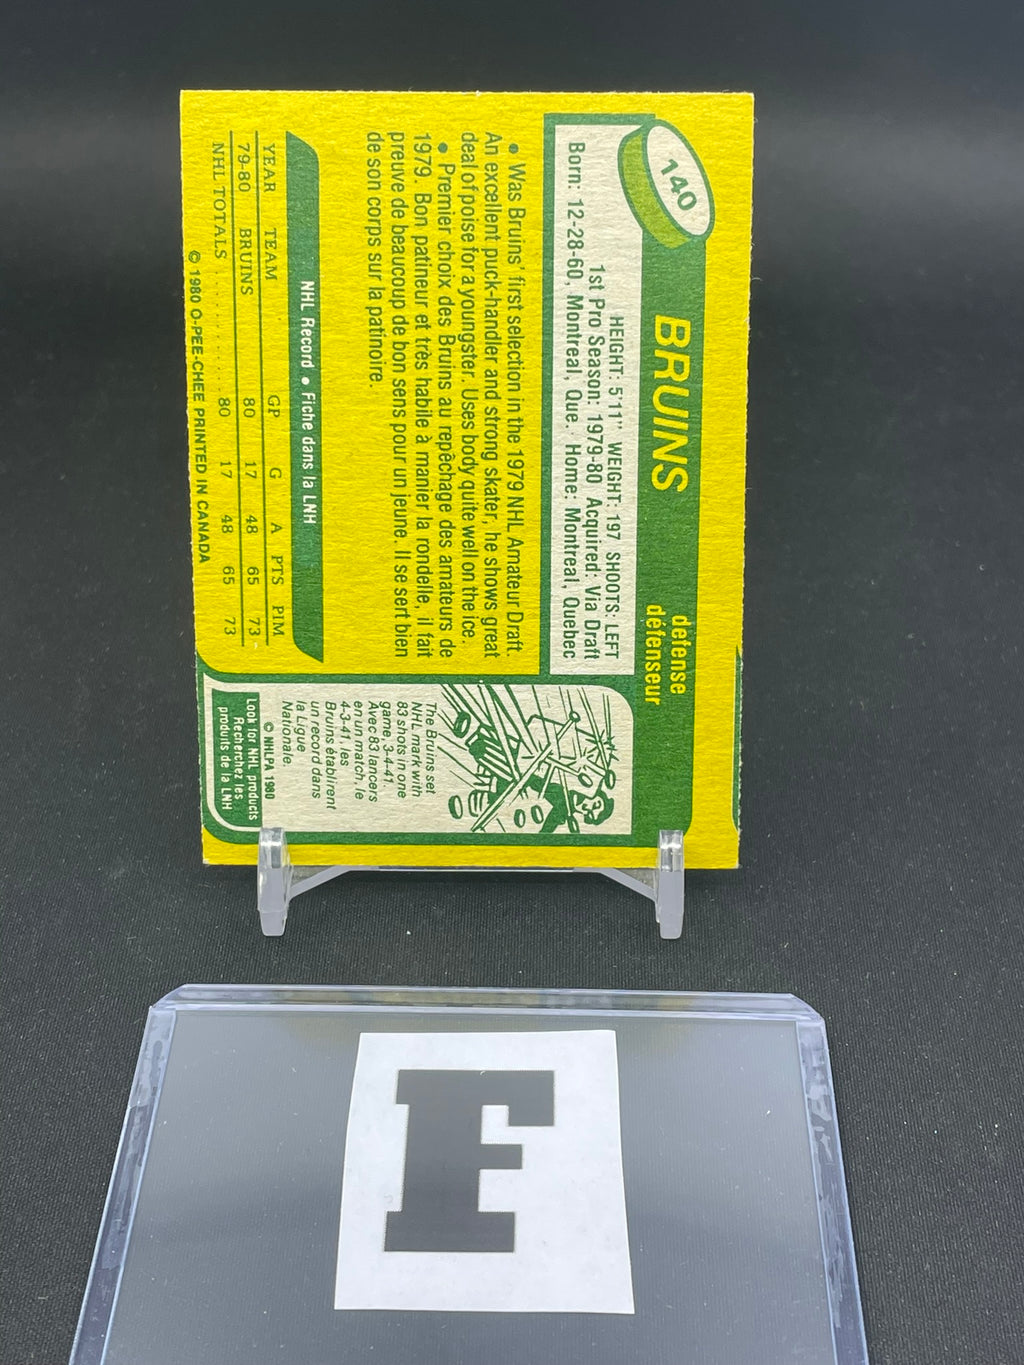 140
BRUINS
defense
défenseur
HEIGHT: 5'11" WEIGHT: 197 SHOOTS: LEFT
1st Pro Season: 1979-80 Acquired: Via Draft
Born: 12-28-60, Montreal, Que. Home: Montreal, Quebec
• Was Bruins' first selection in the 1979 NHL Amateur Draft.
An excellent puck-handler and strong skater, he shows great
deal of poise for a youngster. Uses body quite well on the ice.
• Premier choix des Bruins au repêchage des amateurs de
1979. Bon patineur et très habile à manier la rondelle, il fait
preuve de beaucoup de bon sens pour un jeune. Il se sert bien
de son corps sur la patinoire.
NHL Record • Fiche dans la LNH
YEAR TEAM GP G A PTS PIM
79-80 BRUINS 80 17 48 65 73
NHL TOTALS .......... 80 17 48 65 73
© 1980 O-PEE-CHEE PRINTED IN CANADA
The Bruins set
NHL mark with
83 shots in one
game, 3-4-41.
Avec 83 lancers
en un match, le
4-3-41, les
Bruins établirent
un record dans
la Ligue
Nationale.
© NHLPA 1980
Look for NHL products
Recherchez les
produits de la LNH
F